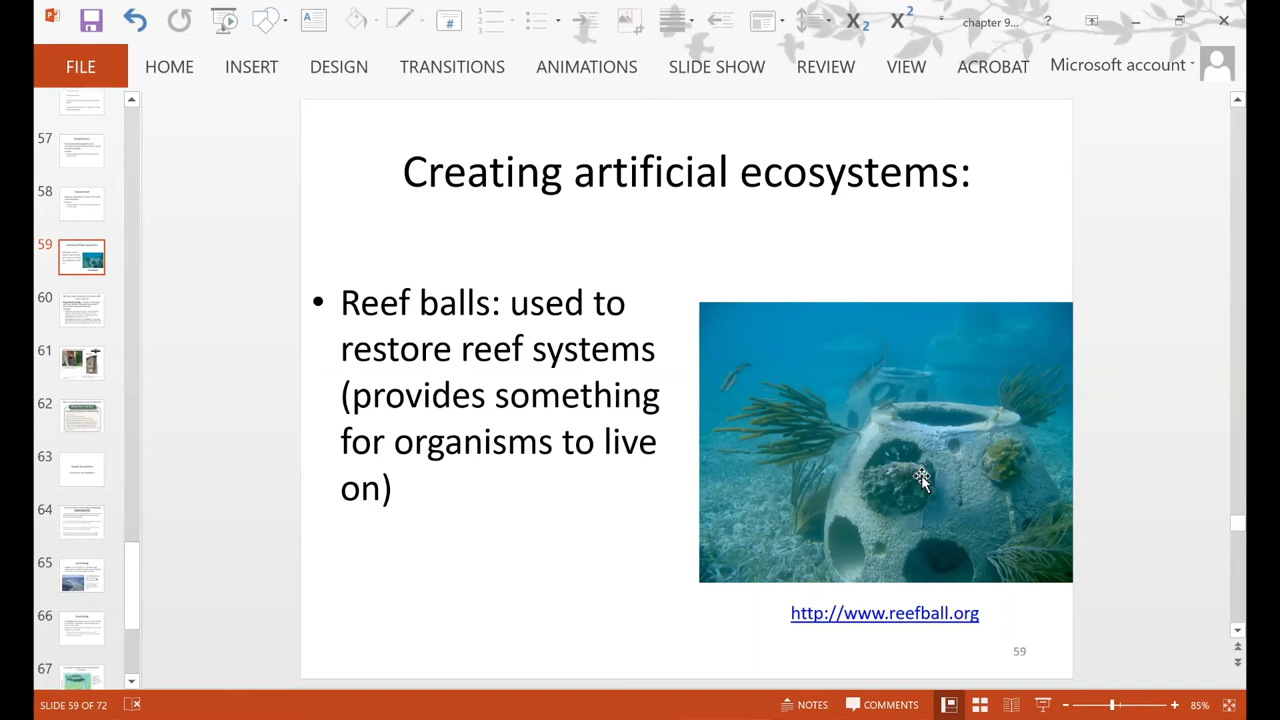 chapter 9...
FILE
HOME
INSERT
DESIGN
TRANSITIONS
ANIMATIONS
SLIDE SHOW
REVIEW
VIEW
ACROBAT
Microsoft account
57
58
59
60
61
62
63
64
65
66
67
Creating artificial ecosystems:
• Reef balls: used to
restore reef systems
(provides something
for organisms to live
on)
http://www.reefball.org
59
SLIDE 59 OF 72
NOTES
COMMENTS
85%